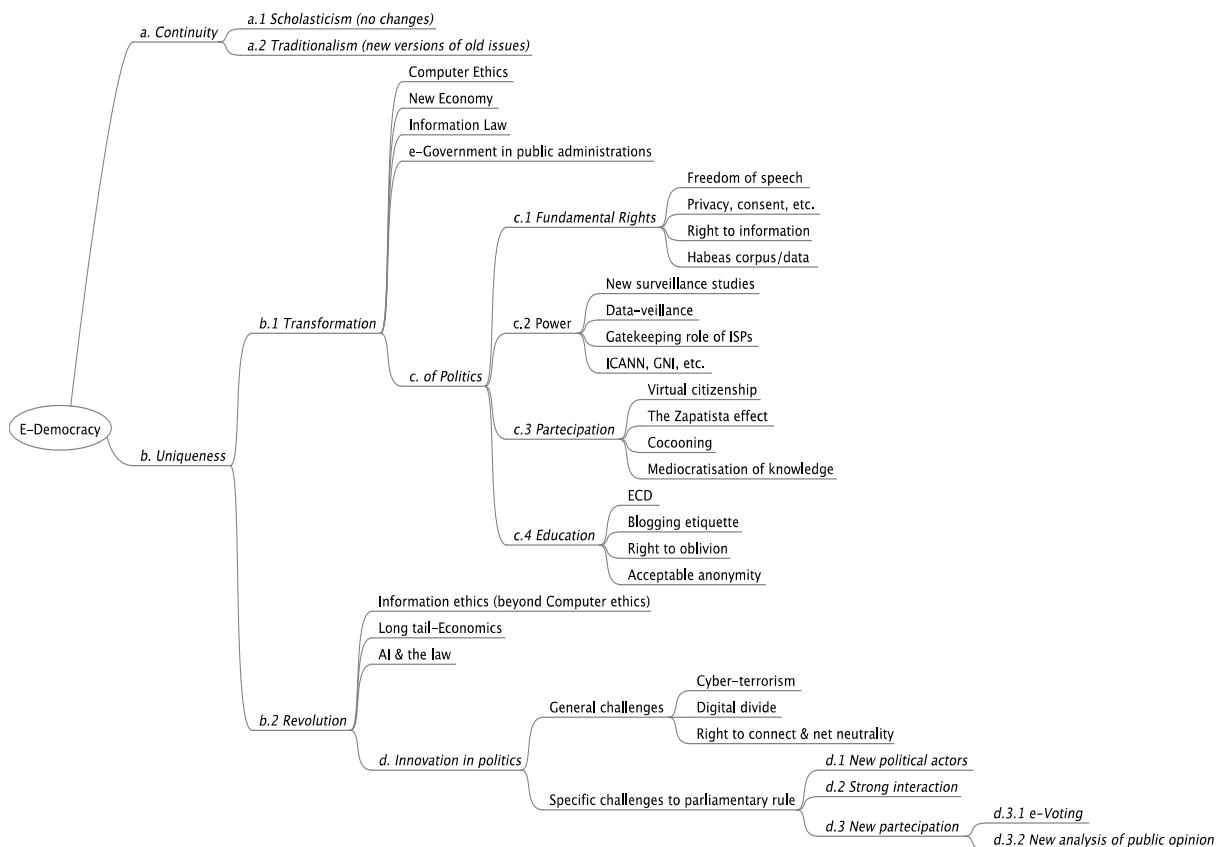 a.1 Scholasticism (no changes)
a. Continuity
a.2 Traditionalism (new versions of old issues)
Computer Ethics
New Economy
Information Law
e-Government in public administrations
Freedom of speech
Privacy, consent, etc.
c.1 Fundamental Rights
Right to information
Habeas corpus/data
New surveillance studies
Data-veillance
b.1 Transformation
c.2 Power
Gatekeeping role of ISPs
ICANN, GNI, etc.
c. of Politics
Virtual citizenship
The Zapatista effect
E-Democracy
c.3 Partecipation
Cocooning
b. Uniqueness
Mediocratisation of knowledge
ECD
Blogging etiquette
c.4 Education
Right to oblivion
Acceptable anonymity
Information ethics (beyond Computer ethics)
Long tail-Economics
AI & the law
Cyber-terrorism
General challenges
Digital divide
b.2 Revolution
Right to connect & net neutrality
d. Innovation in politics
d.1 New political actors
d.2 Strong interaction
Specific challenges to parliamentary rule
d.3.1 e-Voting
d.3 New partecipation
d.3.2 New analysis of public opinion